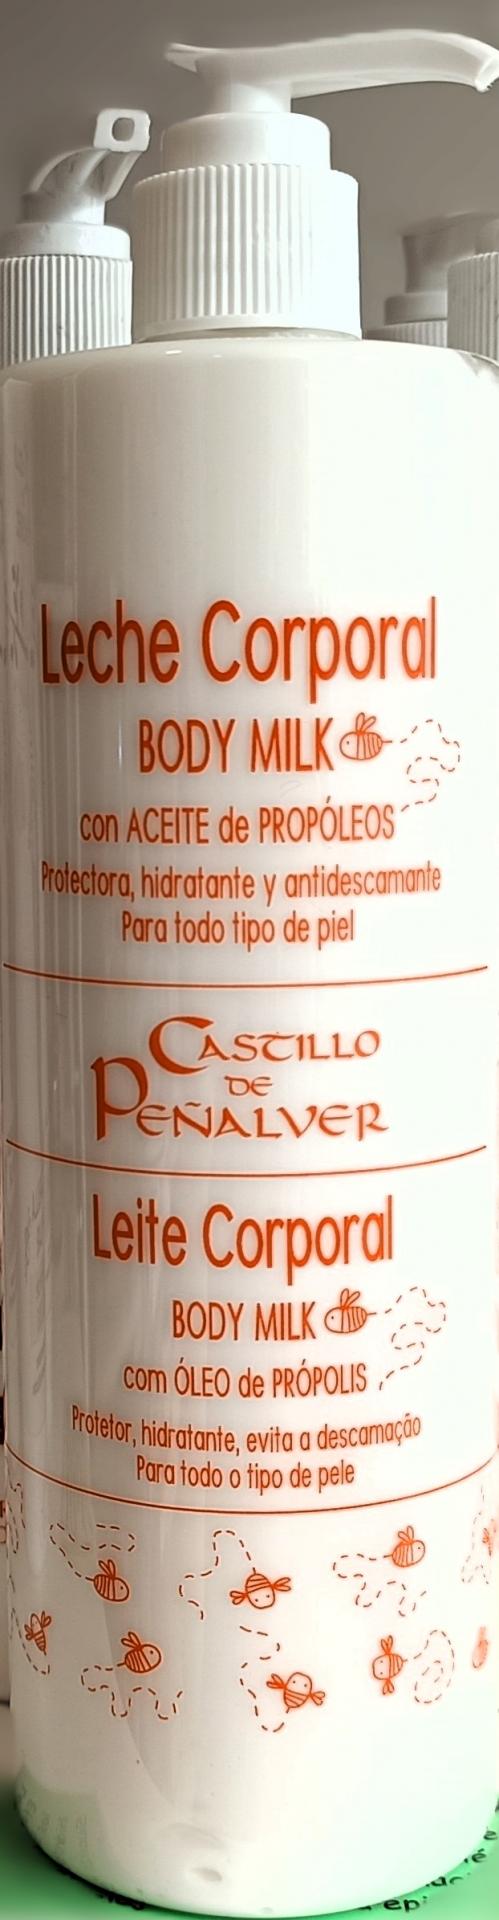 Leche Corporal
BODY MILK
con ACEITE de PROPÓLEOS
Protectora, hidratante y antidescamante
Para todo tipo de piel
CASTILLO
DE
PEÑALVER
Leite Corporal
BODY MILK
com ÓLEO de PRÓPOLIS
Protetor, hidratante, evita a descamação
Para todo o tipo de pele